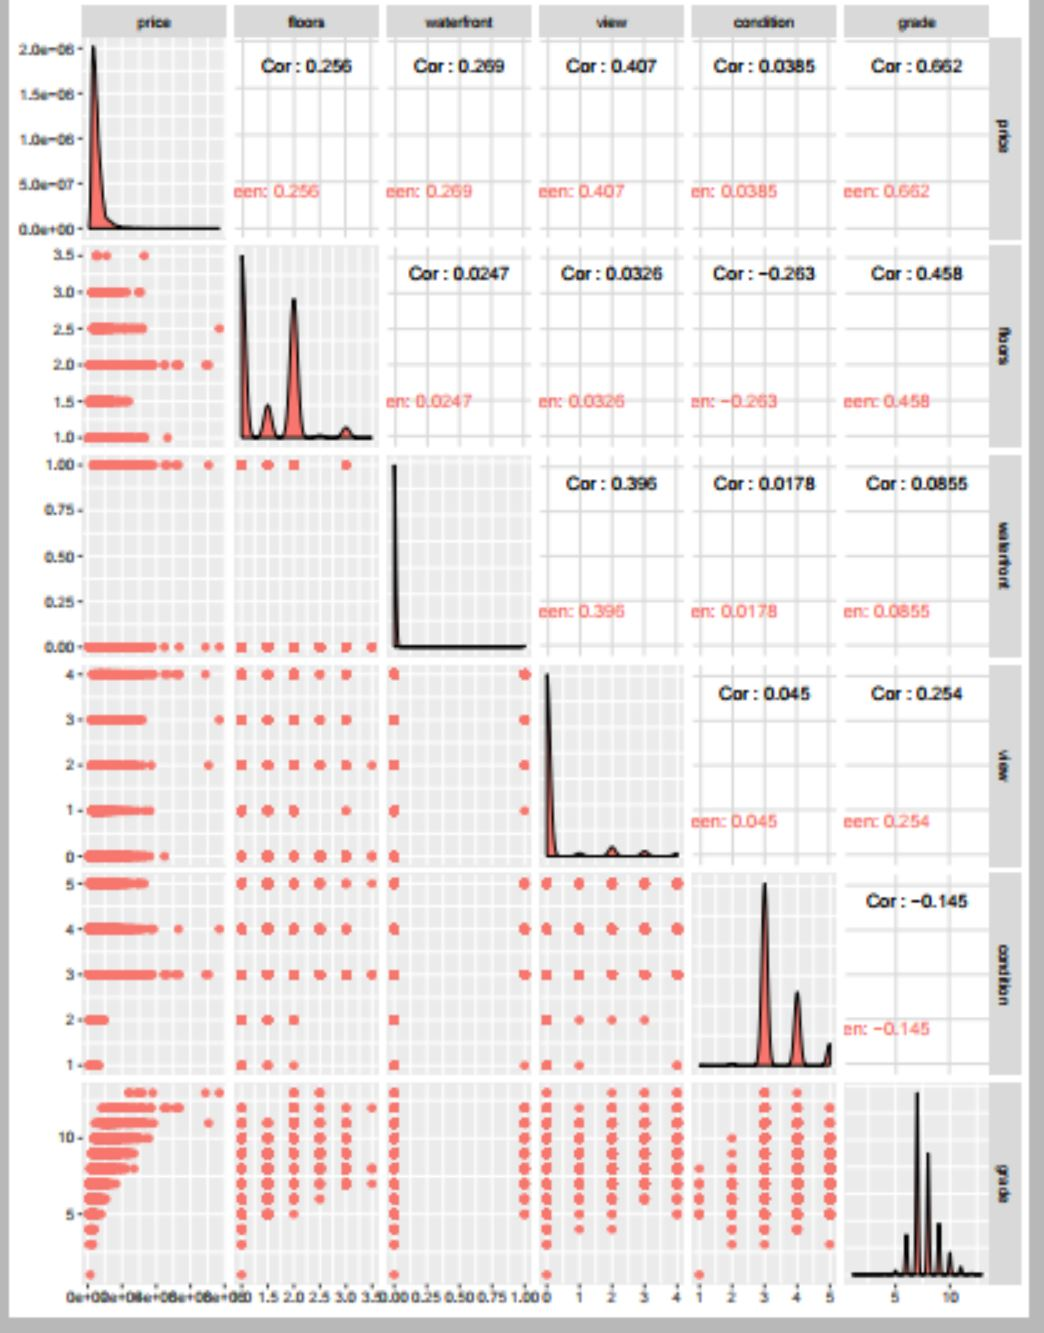 price floors waterfront view condition grade
2.0e-06
1.5e-06
1.0e-06
5.0e-07
0.0e+00
Cor : 0.256 Cor : 0.269 Cor : 0.407 Cor : 0.0385 Cor : 0.662
een: 0.256 een: 0.269 een: 0.407 en: 0.0385 een: 0.662
price
3.5
3.0
2.5
2.0
1.5
1.0
Cor : 0.0247 Cor : 0.0326 Cor : -0.263 Cor : 0.458
en: 0.0247 en: 0.0326 en: -0.263 een: 0.458
floors
1.00
0.75
0.50
0.25
0.00
Cor : 0.396 Cor : 0.0178 Cor : 0.0855
een: 0.396 en: 0.0178 en: 0.0855
waterfront
4
3
2
1
0
Cor : 0.045 Cor : 0.254
een: 0.045 een: 0.254
view
5
4
3
2
1
Cor : -0.145
en: -0.145
condition
10
5
grade
1.5 2.0 2.5 3.0 0.25 0.50 0.75 1.00 0 1 2 3 4 1 2 3 4 5 5 10